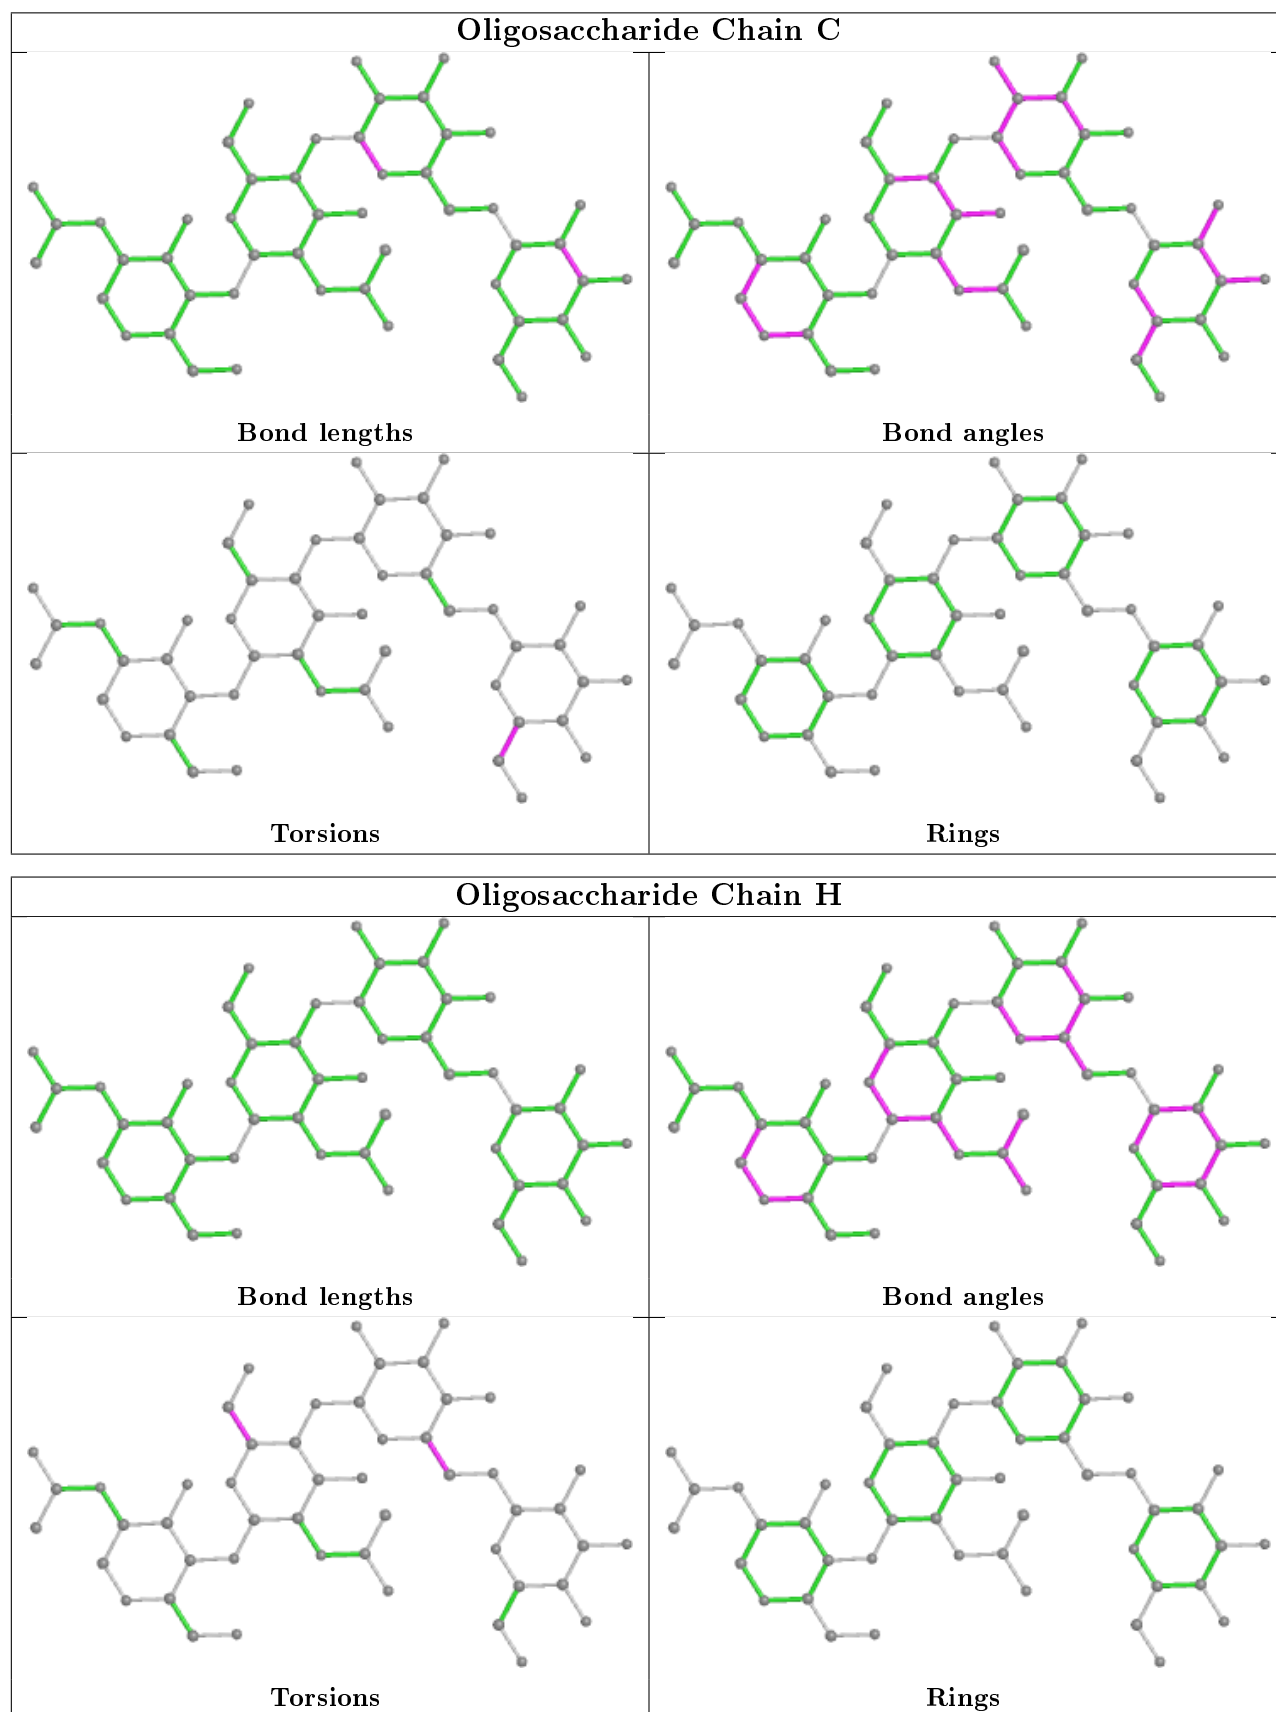 Oligosaccharide Chain C
Bond lengths
Bond angles
Torsions
Rings
Oligosaccharide Chain H
Bond lengths
Bond angles
Torsions
Rings